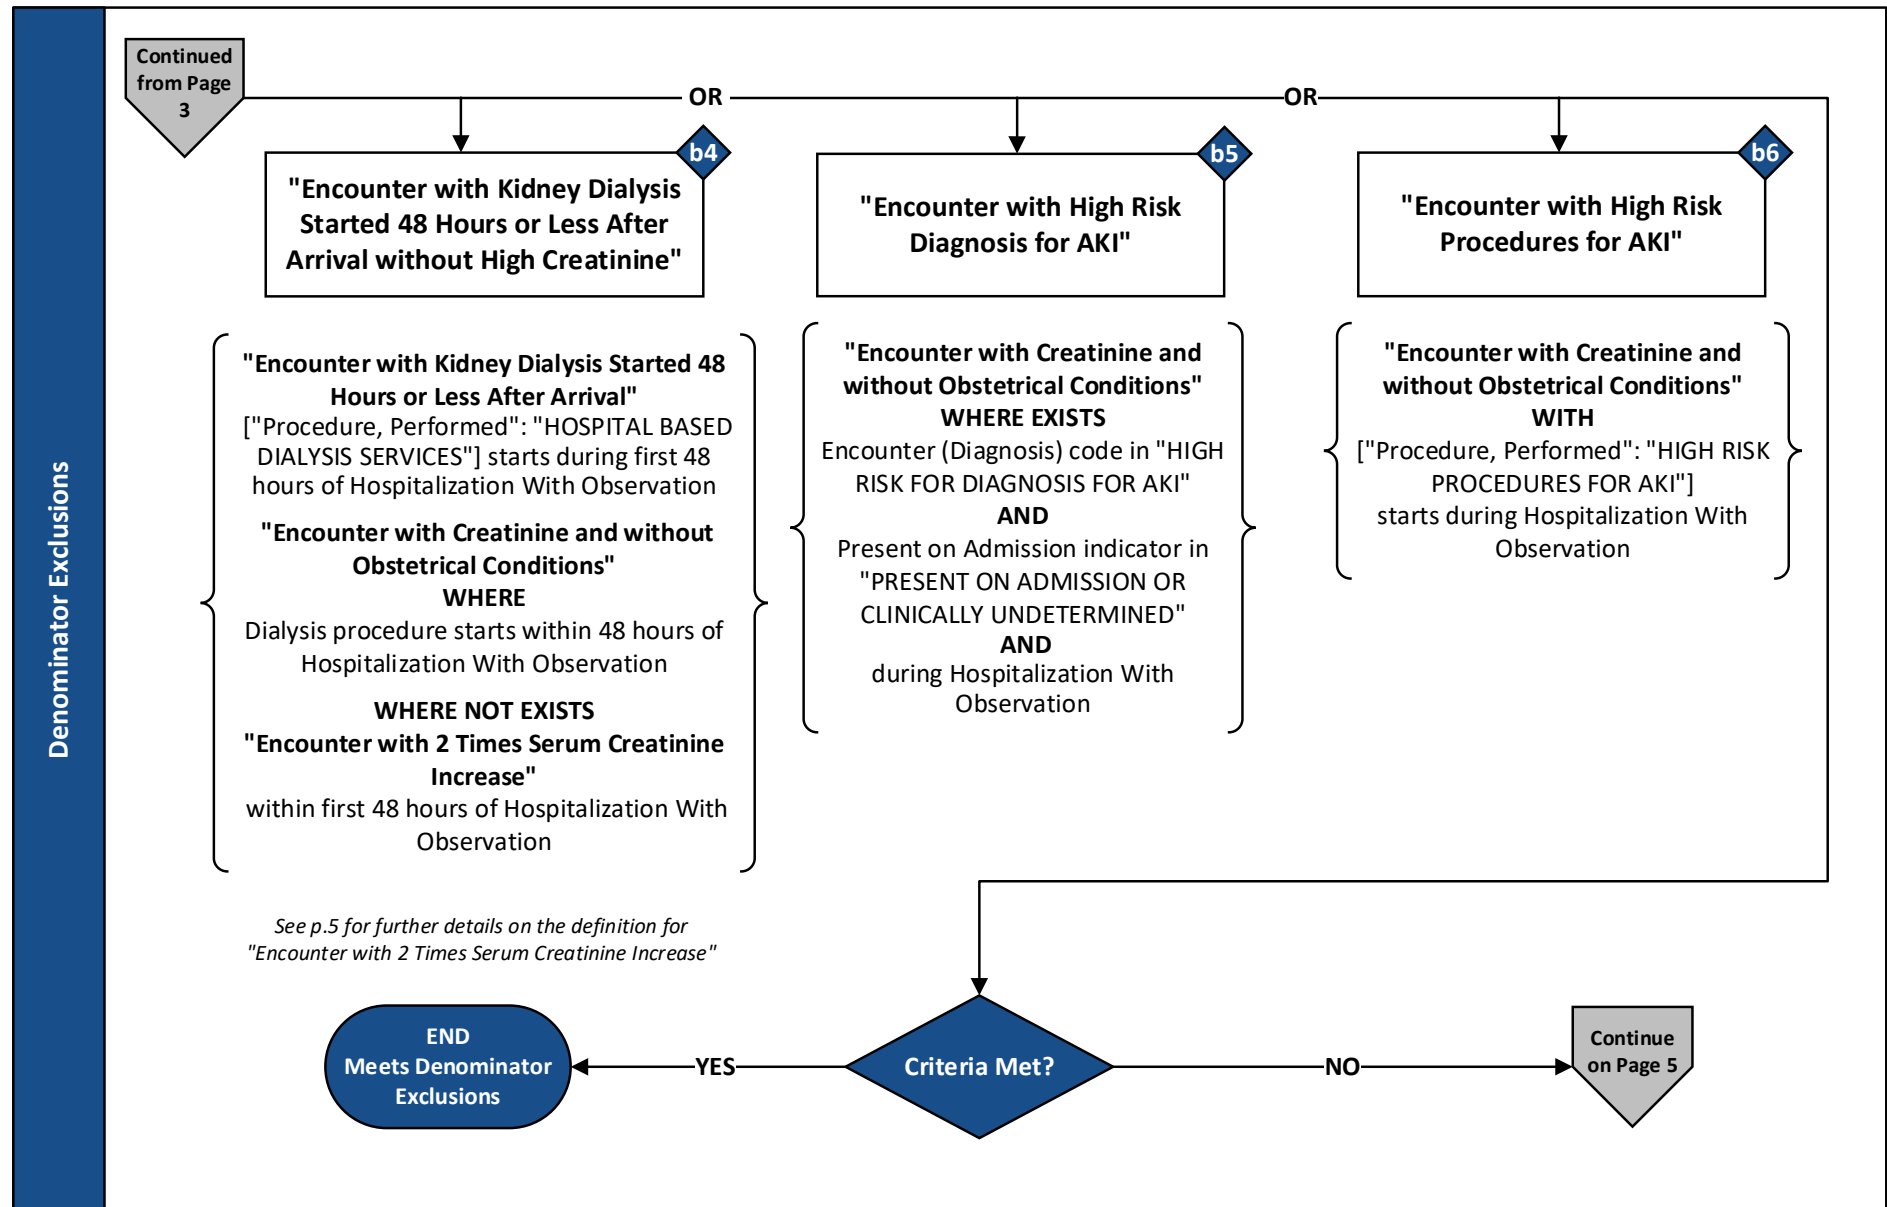 Denominator Exclusions
Continued
from Page
3
OR
OR
b4
"Encounter with Kidney Dialysis
Started 48 Hours or Less After
Arrival without High Creatinine"
b5
"Encounter with High Risk
Diagnosis for AKI"
b6
"Encounter with High Risk
Procedures for AKI"
"Encounter with Kidney Dialysis Started 48
Hours or Less After Arrival"
["Procedure, Performed": "HOSPITAL BASED
DIALYSIS SERVICES"] starts during first 48
hours of Hospitalization With Observation
"Encounter with Creatinine and without
Obstetrical Conditions"
WHERE
Dialysis procedure starts within 48 hours of
Hospitalization With Observation
WHERE NOT EXISTS
"Encounter with 2 Times Serum Creatinine
Increase"
within first 48 hours of Hospitalization With
Observation
"Encounter with Creatinine and
without Obstetrical Conditions"
WHERE EXISTS
Encounter (Diagnosis) code in "HIGH
RISK FOR DIAGNOSIS FOR AKI"
AND
Present on Admission indicator in
"PRESENT ON ADMISSION OR
CLINICALLY UNDETERMINED"
AND
during Hospitalization With
Observation
"Encounter with Creatinine and
without Obstetrical Conditions"
WITH
["Procedure, Performed": "HIGH RISK
PROCEDURES FOR AKI"]
starts during Hospitalization With
Observation
See p.5 for further details on the definition for
"Encounter with 2 Times Serum Creatinine Increase"
END
Meets Denominator
Exclusions
YES
Criteria Met?
NO
Continue
on Page 5